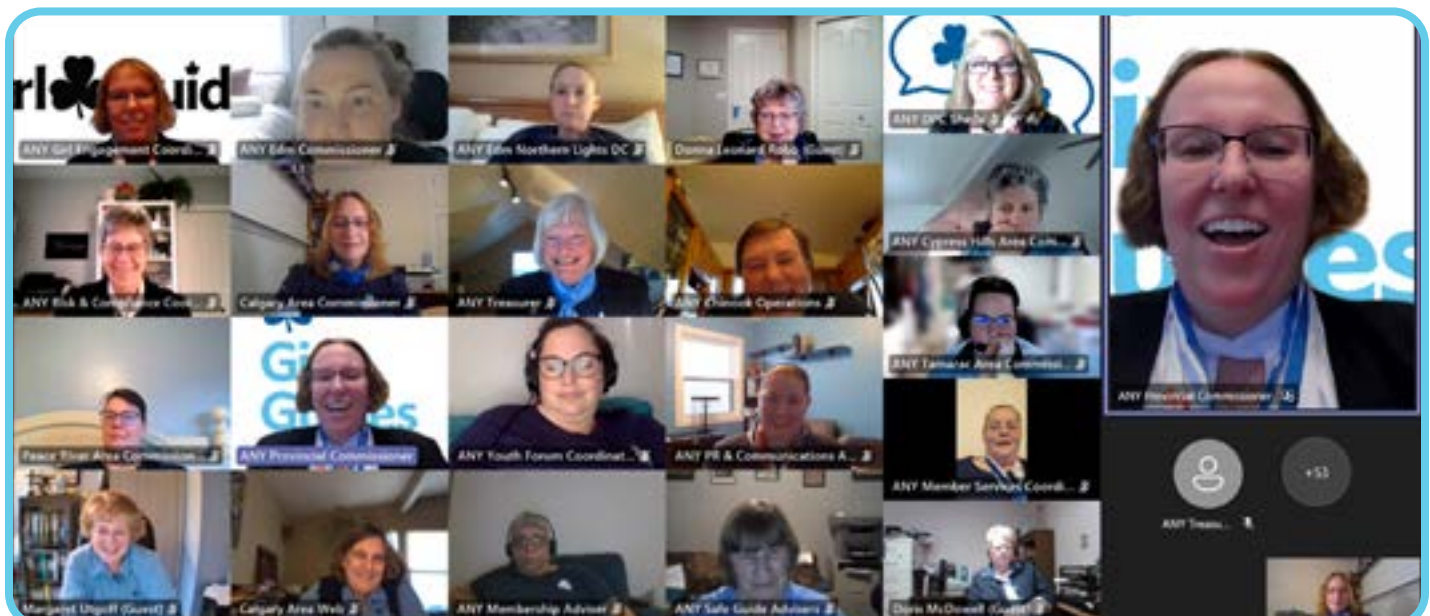 rl uid
ANY Girl Engagement Coordi...
ANY Edm Commissioner
ANY Edm Northern Lights DC
Donna Leonard Robb (Guest)
ANY DPC
ANY Risk & Compliance Coor...
Calgary Area Commissioner
ANY Treasurer
ANY Chinook Operations
ANY Cypress Hills Area Com...
ANY Tamarac Area Commissi...
Peace River Area Commission...
Gi
G es
ANY Provincial Commissioner
ANY Youth Forum Coordinat...
ANY PR & Communications A...
ANY Member Services Coordi...
ANY Provincial Commissioner
+53
ANY Treasu...
Margaret Utgoff (Guest)
Calgary Area Web
ANY Membership Adviser
ANY Safe Guide Advisers
Doris McDowell (Guest)